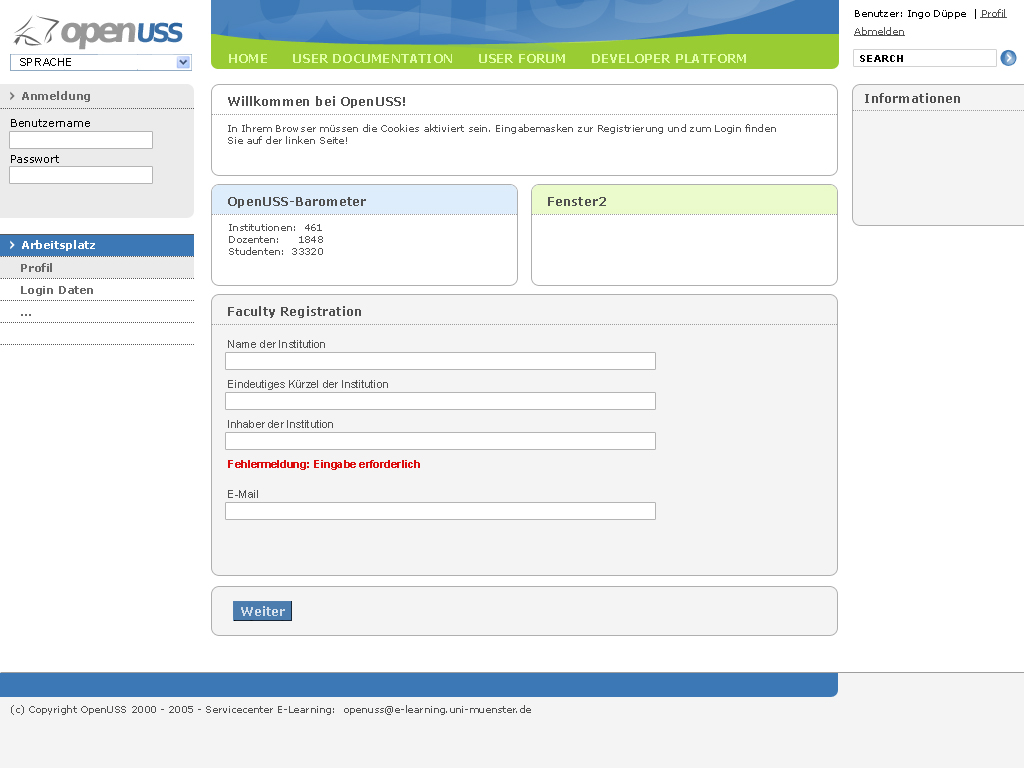 openuss
SPRACHE
HOME USER DOCUMENTATION USER FORUM DEVELOPER PLATFORM
Benutzer: Ingo Düppe | Profil
Abmelden
SEARCH
Anmeldung
Benutzername
Passwort
Arbeitsplatz
Profil
Login Daten
...
Willkommen bei OpenUSS!
In Ihrem Browser müssen die Cookies aktiviert sein. Eingabemasken zur Registrierung und zum Login finden
Sie auf der linken Seite!
OpenUSS-Barometer
Institutionen: 461
Dozenten: 1848
Studenten: 33320
Fenster2
Faculty Registration
Name der Institution
Eindeutiges Kürzel der Institution
Inhaber der Institution
Fehlermeldung: Eingabe erforderlich
E-Mail
Weiter
Informationen
(c) Copyright OpenUSS 2000 - 2005 - Servicecenter E-Learning: openuss@e-learning.uni-muenster.de